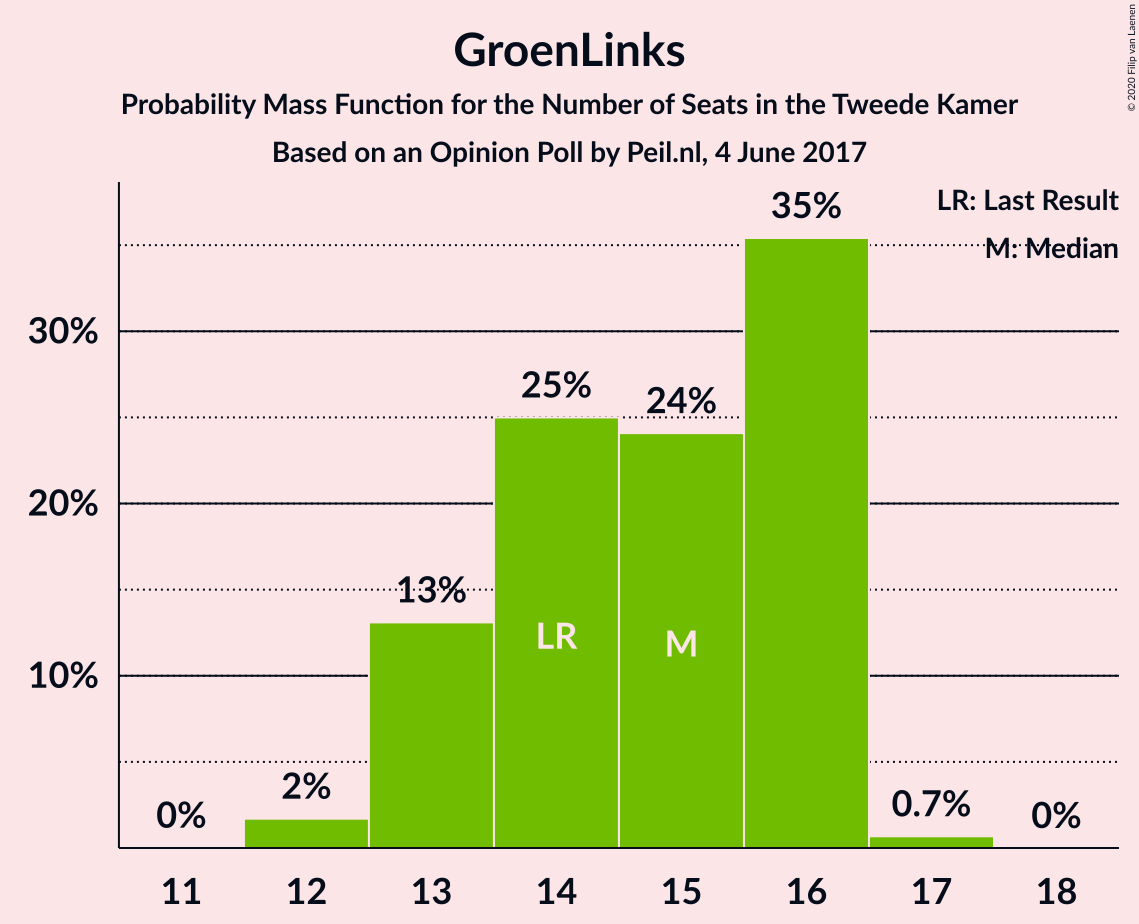 GroenLinks
Probability Mass Function for the Number of Seats in the Tweede Kamer
Based on an Opinion Poll by Peil.nl, 4 June 2017
© 2020 Filip van Laenen
LR: Last Result
M: Median
30%
20%
10%
0%
2%
13%
25%
24%
35%
0.7%
0%
LR
M
11 12 13 14 15 16 17 18